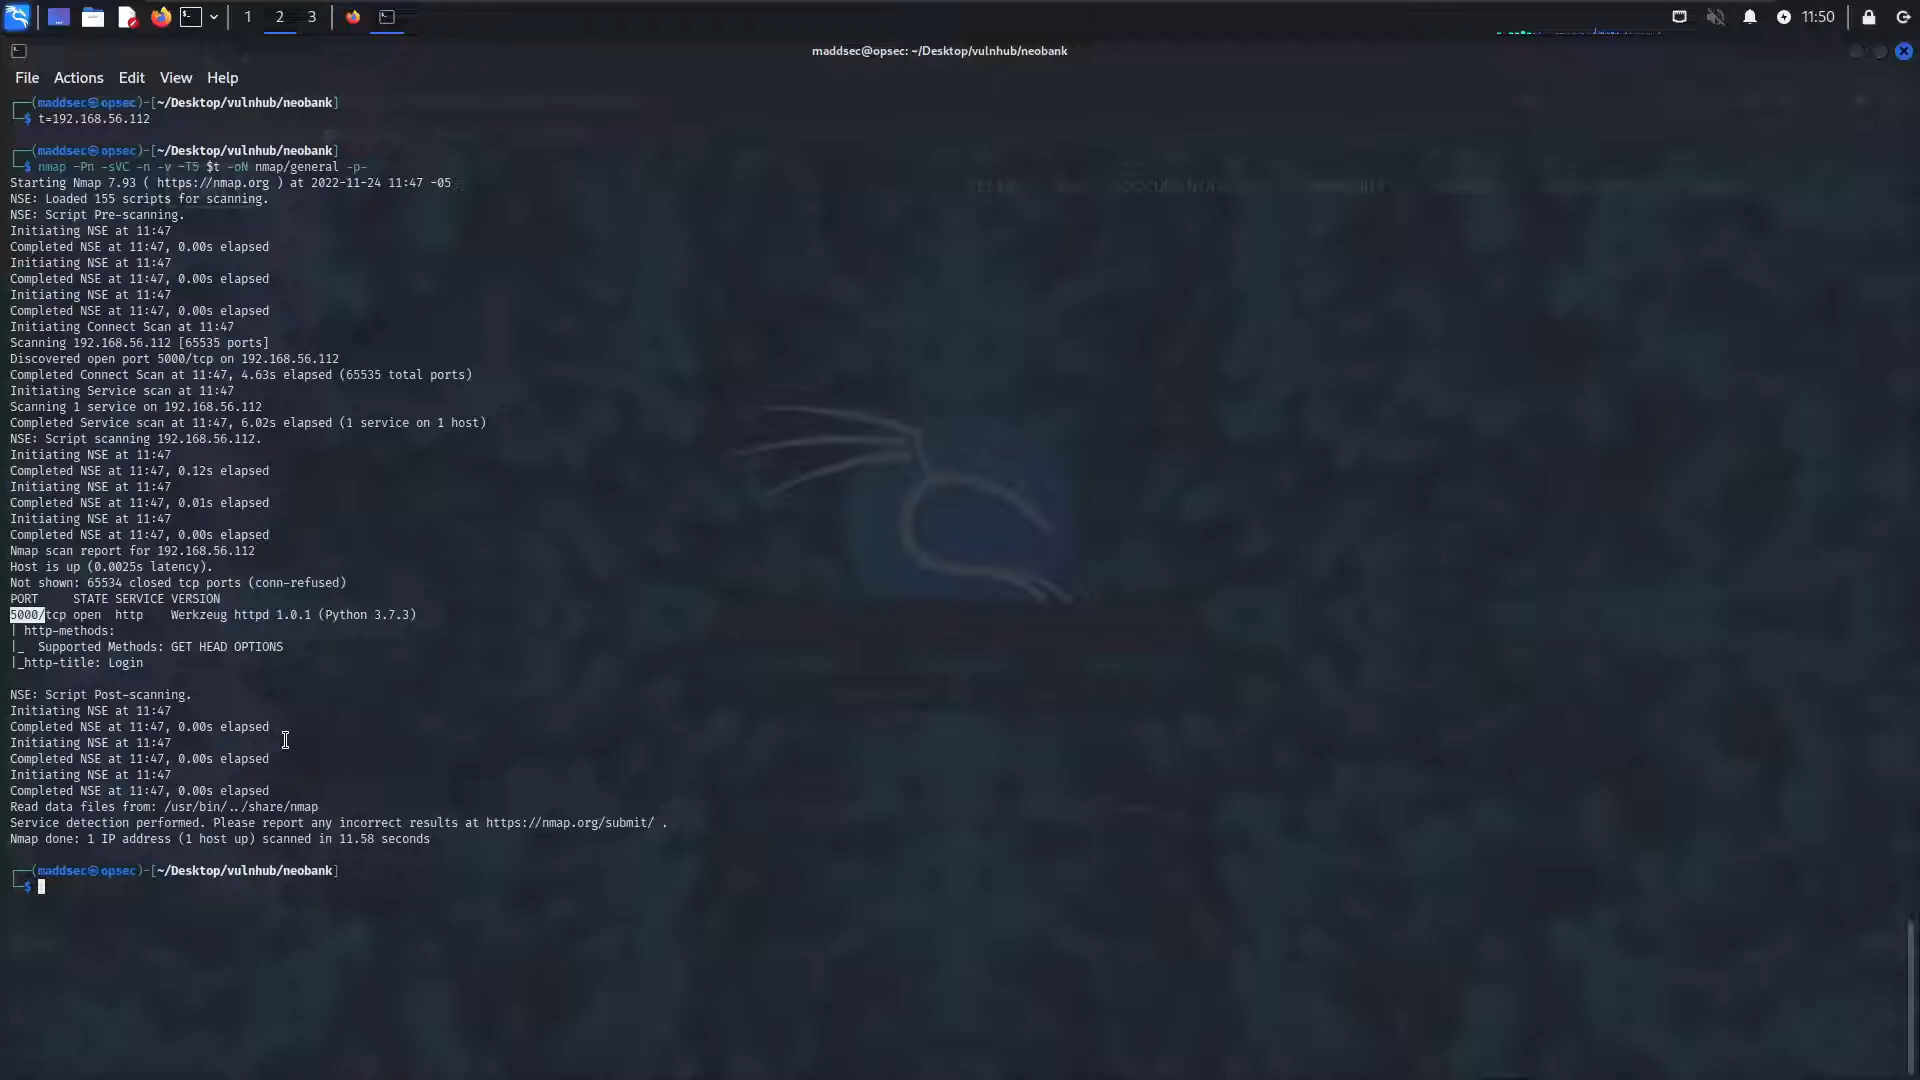 1 2 3 11:50
maddsec@opsec: ~/Desktop/vulnhub/neobank
File Actions Edit View Help
┌──(maddsec㉿opsec)-[~/Desktop/vulnhub/neobank]
└─$ t=192.168.56.112
┌──(maddsec㉿opsec)-[~/Desktop/vulnhub/neobank]
└─$ nmap -Pn -sVC -n -v -T5 $t -oN nmap/general -p-
Starting Nmap 7.93 ( https://nmap.org ) at 2022-11-24 11:47 -05
NSE: Loaded 155 scripts for scanning.
NSE: Script Pre-scanning.
Initiating NSE at 11:47
Completed NSE at 11:47, 0.00s elapsed
Initiating NSE at 11:47
Completed NSE at 11:47, 0.00s elapsed
Initiating NSE at 11:47
Completed NSE at 11:47, 0.00s elapsed
Initiating Connect Scan at 11:47
Scanning 192.168.56.112 [65535 ports]
Discovered open port 5000/tcp on 192.168.56.112
Completed Connect Scan at 11:47, 4.63s elapsed (65535 total ports)
Initiating Service scan at 11:47
Scanning 1 service on 192.168.56.112
Completed Service scan at 11:47, 6.02s elapsed (1 service on 1 host)
NSE: Script scanning 192.168.56.112.
Initiating NSE at 11:47
Completed NSE at 11:47, 0.12s elapsed
Initiating NSE at 11:47
Completed NSE at 11:47, 0.01s elapsed
Initiating NSE at 11:47
Completed NSE at 11:47, 0.00s elapsed
Nmap scan report for 192.168.56.112
Host is up (0.0025s latency).
Not shown: 65534 closed tcp ports (conn-refused)
PORT     STATE SERVICE VERSION
5000/tcp open  http    Werkzeug httpd 1.0.1 (Python 3.7.3)
| http-methods:
|_  Supported Methods: GET HEAD OPTIONS
|_http-title: Login
NSE: Script Post-scanning.
Initiating NSE at 11:47
Completed NSE at 11:47, 0.00s elapsed
Initiating NSE at 11:47
Completed NSE at 11:47, 0.00s elapsed
Initiating NSE at 11:47
Completed NSE at 11:47, 0.00s elapsed
Read data files from: /usr/bin/../share/nmap
Service detection performed. Please report any incorrect results at https://nmap.org/submit/ .
Nmap done: 1 IP address (1 host up) scanned in 11.58 seconds
┌──(maddsec㉿opsec)-[~/Desktop/vulnhub/neobank]
└─$